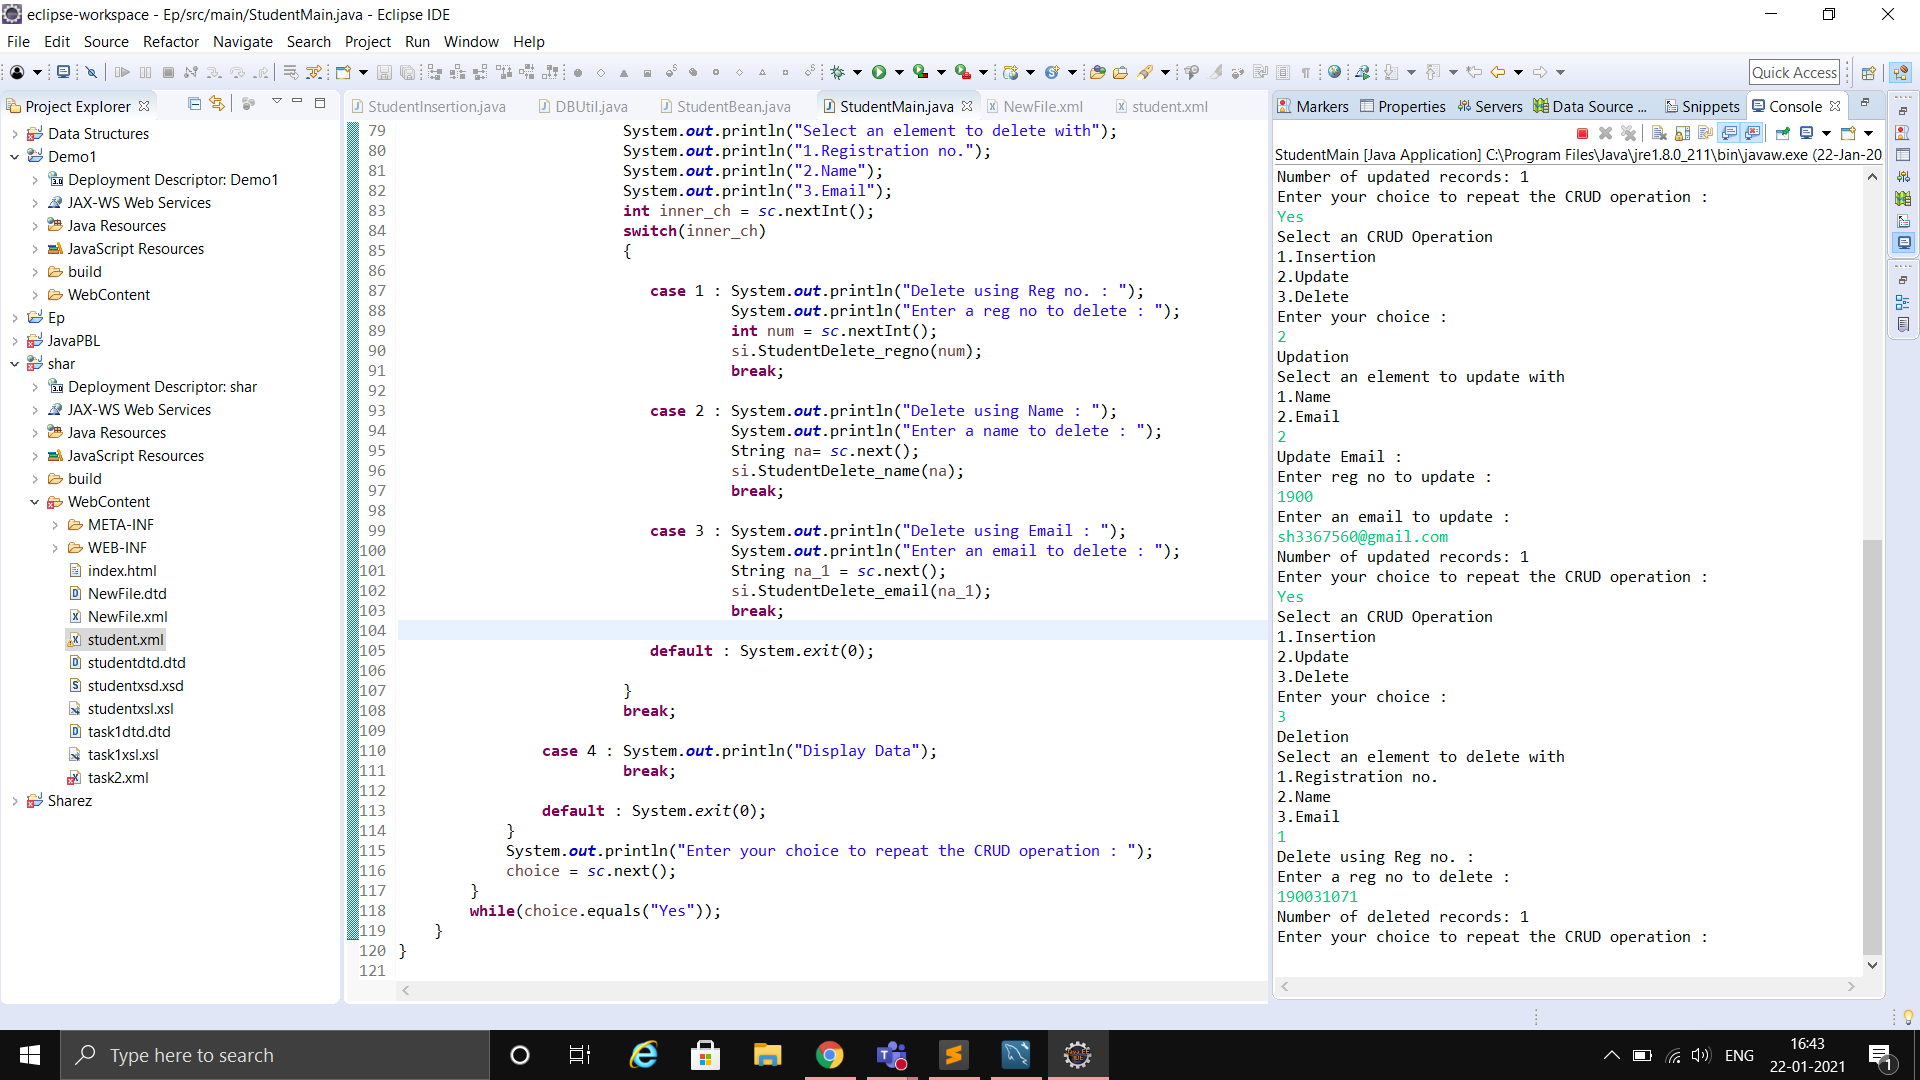 eclipse-workspace - Ep/src/main/StudentMain.java - Eclipse IDE
File Edit Source Refactor Navigate Search Project Run Window Help
Quick Access
Project Explorer
Data Structures
Demo1
Deployment Descriptor: Demo1
JAX-WS Web Services
Java Resources
JavaScript Resources
build
WebContent
Ep
JavaPBL
shar
Deployment Descriptor: shar
JAX-WS Web Services
Java Resources
JavaScript Resources
build
WebContent
META-INF
WEB-INF
index.html
NewFile.dtd
NewFile.xml
student.xml
studentdtd.dtd
studentxsd.xsd
studentxsl.xsl
task1dtd.dtd
task1xsl.xsl
task2.xml
Sharez
StudentInsertion.java DBUtil.java StudentBean.java StudentMain.java NewFile.xml student.xml
79 System.out.println("Select an element to delete with");
80 System.out.println("1.Registration no.");
81 System.out.println("2.Name");
82 System.out.println("3.Email");
83 int inner_ch = sc.nextInt();
84 switch(inner_ch)
85 {
86
87 case 1 : System.out.println("Delete using Reg no. : ");
88 System.out.println("Enter a reg no to delete : ");
89 int num = sc.nextInt();
90 si.StudentDelete_regno(num);
91 break;
92
93 case 2 : System.out.println("Delete using Name : ");
94 System.out.println("Enter a name to delete : ");
95 String na= sc.next();
96 si.StudentDelete_name(na);
97 break;
98
99 case 3 : System.out.println("Delete using Email : ");
100 System.out.println("Enter an email to delete : ");
101 String na_1 = sc.next();
102 si.StudentDelete_email(na_1);
103 break;
104
105 default : System.exit(0);
106
107 }
108 break;
109
110 case 4 : System.out.println("Display Data");
111 break;
112
113 default : System.exit(0);
114 }
115 System.out.println("Enter your choice to repeat the CRUD operation : ");
116 choice = sc.next();
117 }
118 while(choice.equals("Yes"));
119 }
120 }
121
Markers Properties Servers Data Source ... Snippets Console
StudentMain [Java Application] C:\Program Files\Java\jre1.8.0_211\bin\javaw.exe (22-Jan-20
Number of updated records: 1
Enter your choice to repeat the CRUD operation :
Yes
Select an CRUD Operation
1.Insertion
2.Update
3.Delete
Enter your choice :
2
Updation
Select an element to update with
1.Name
2.Email
2
Update Email :
Enter reg no to update :
1900
Enter an email to update :
sh3367560@gmail.com
Number of updated records: 1
Enter your choice to repeat the CRUD operation :
Yes
Select an CRUD Operation
1.Insertion
2.Update
3.Delete
Enter your choice :
3
Deletion
Select an element to delete with
1.Registration no.
2.Name
3.Email
1
Delete using Reg no. :
Enter a reg no to delete :
190031071
Number of deleted records: 1
Enter your choice to repeat the CRUD operation :
Type here to search
ENG
16:43
22-01-2021
1